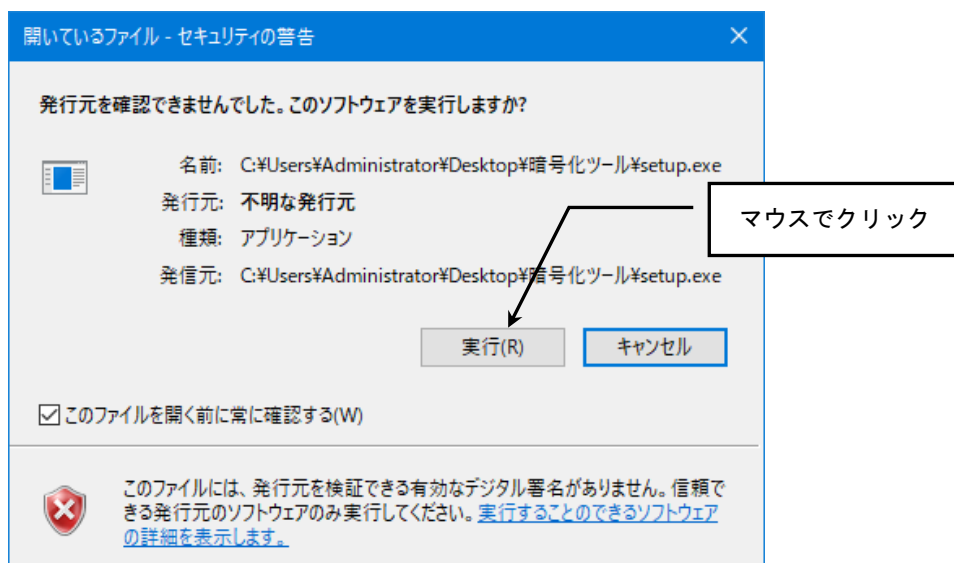 開いているファイル - セキュリティの警告
発行元を確認できませんでした。このソフトウェアを実行しますか?
名前: C:¥Users¥Administrator¥Desktop¥暗号化ツール¥setup.exe
発行元: 不明な発行元
種類: アプリケーション
発信元: C:¥Users¥Administrator¥Desktop¥暗号化ツール¥setup.exe
マウスでクリック
実行(R)
キャンセル
このファイルを開く前に常に確認する(W)
このファイルには、発行元を検証できる有効なデジタル署名がありません。信頼で
きる発行元のソフトウェアのみ実行してください。実行することのできるソフトウェア
の詳細を表示します。